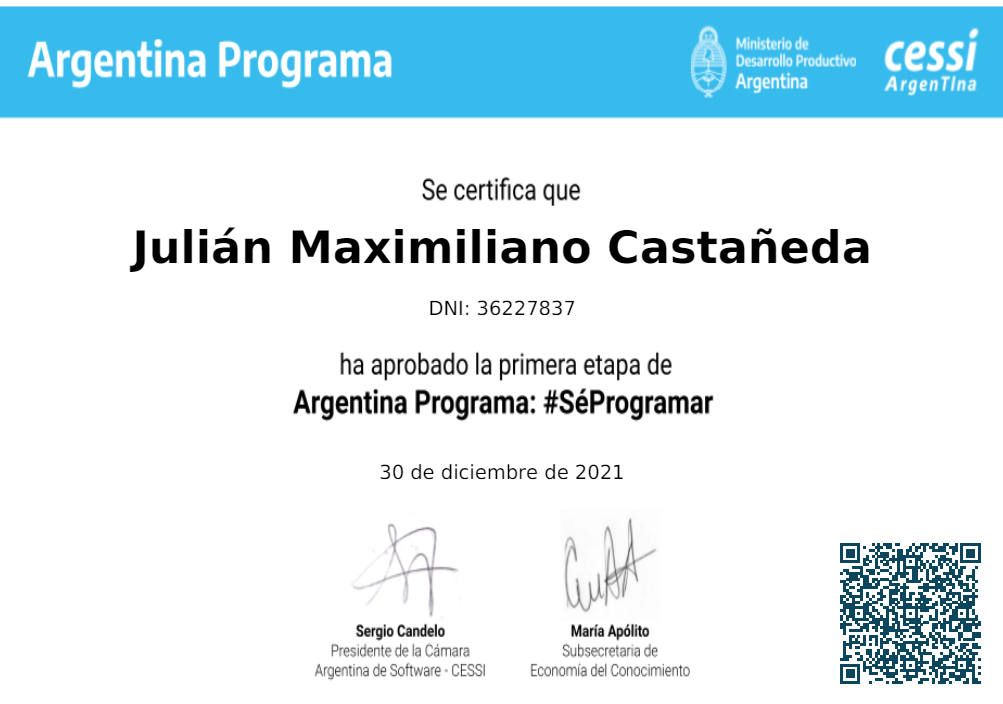 Argentina Programa
Ministerio de
Desarrollo Productivo
Argentina
cessi
ArgenTIna
Se certifica que
Julián Maximiliano Castañeda
DNI: 36227837
ha aprobado la primera etapa de
Argentina Programa: #SéProgramar
30 de diciembre de 2021
Sergio Candelo
Presidente de la Cámara
Argentina de Software - CESSI
María Apólito
Subsecretaria de
Economía del Conocimiento